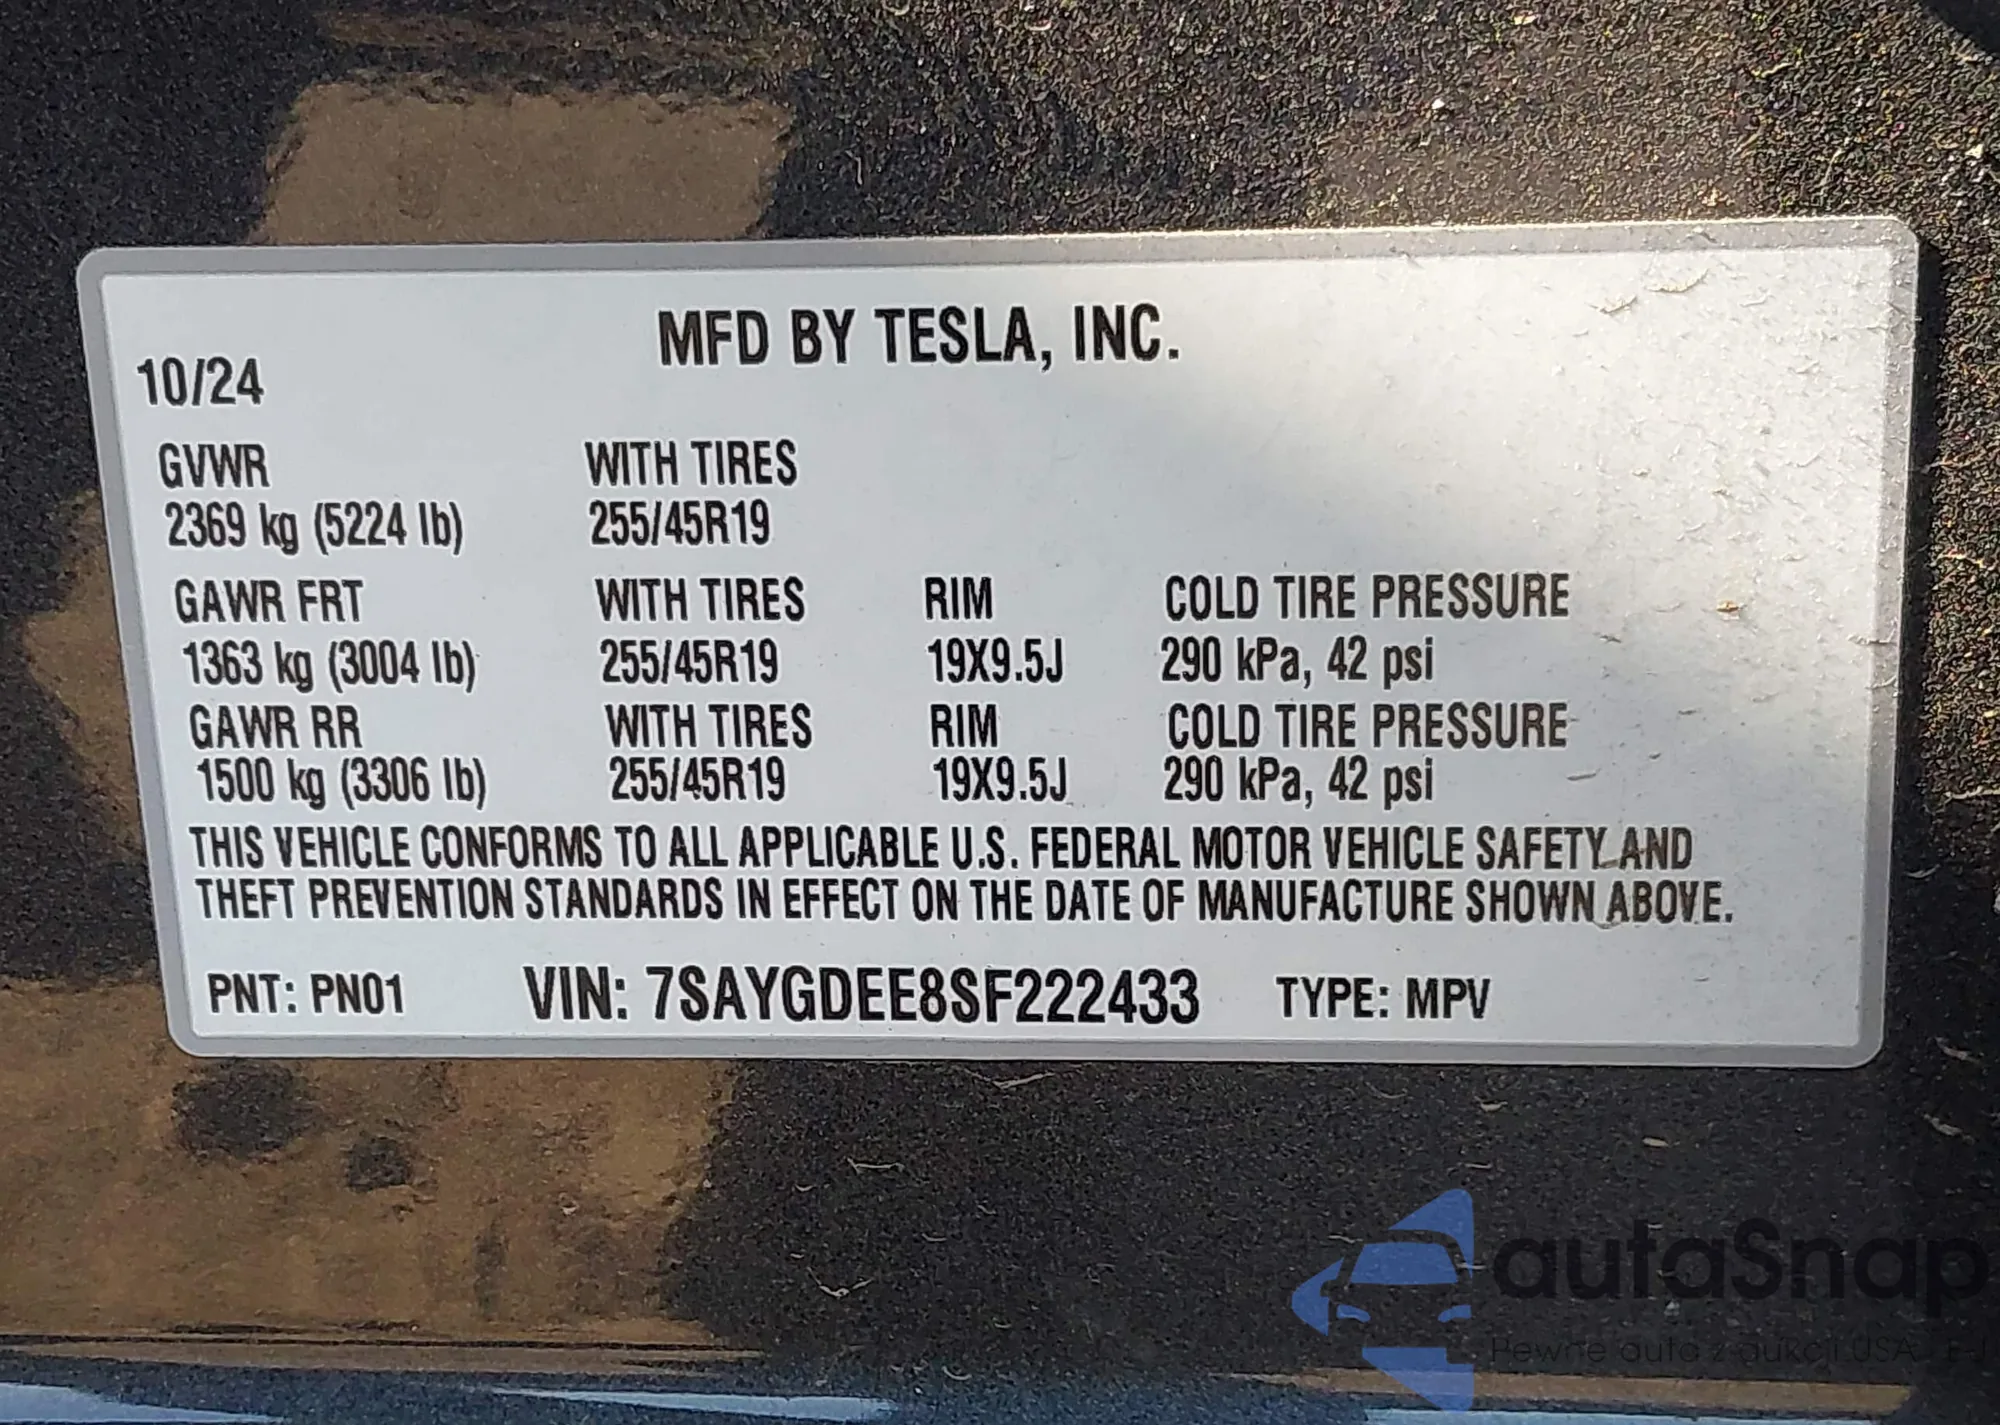 MFD BY TESLA, INC.
10/24
GVWR WITH TIRES
2369 kg (5224 lb) 255/45R19
GAWR FRT WITH TIRES RIM COLD TIRE PRESSURE
1363 kg (3004 lb) 255/45R19 19X9.5J 290 kPa, 42 psi
GAWR RR WITH TIRES RIM COLD TIRE PRESSURE
1500 kg (3306 lb) 255/45R19 19X9.5J 290 kPa, 42 psi
THIS VEHICLE CONFORMS TO ALL APPLICABLE U.S. FEDERAL MOTOR VEHICLE SAFETY AND
THEFT PREVENTION STANDARDS IN EFFECT ON THE DATE OF MANUFACTURE SHOWN ABOVE.
PNT: PN01 VIN: 7SAYGDEE8SF222433 TYPE: MPV
autaSnap
Pewne auta z aukcji USA